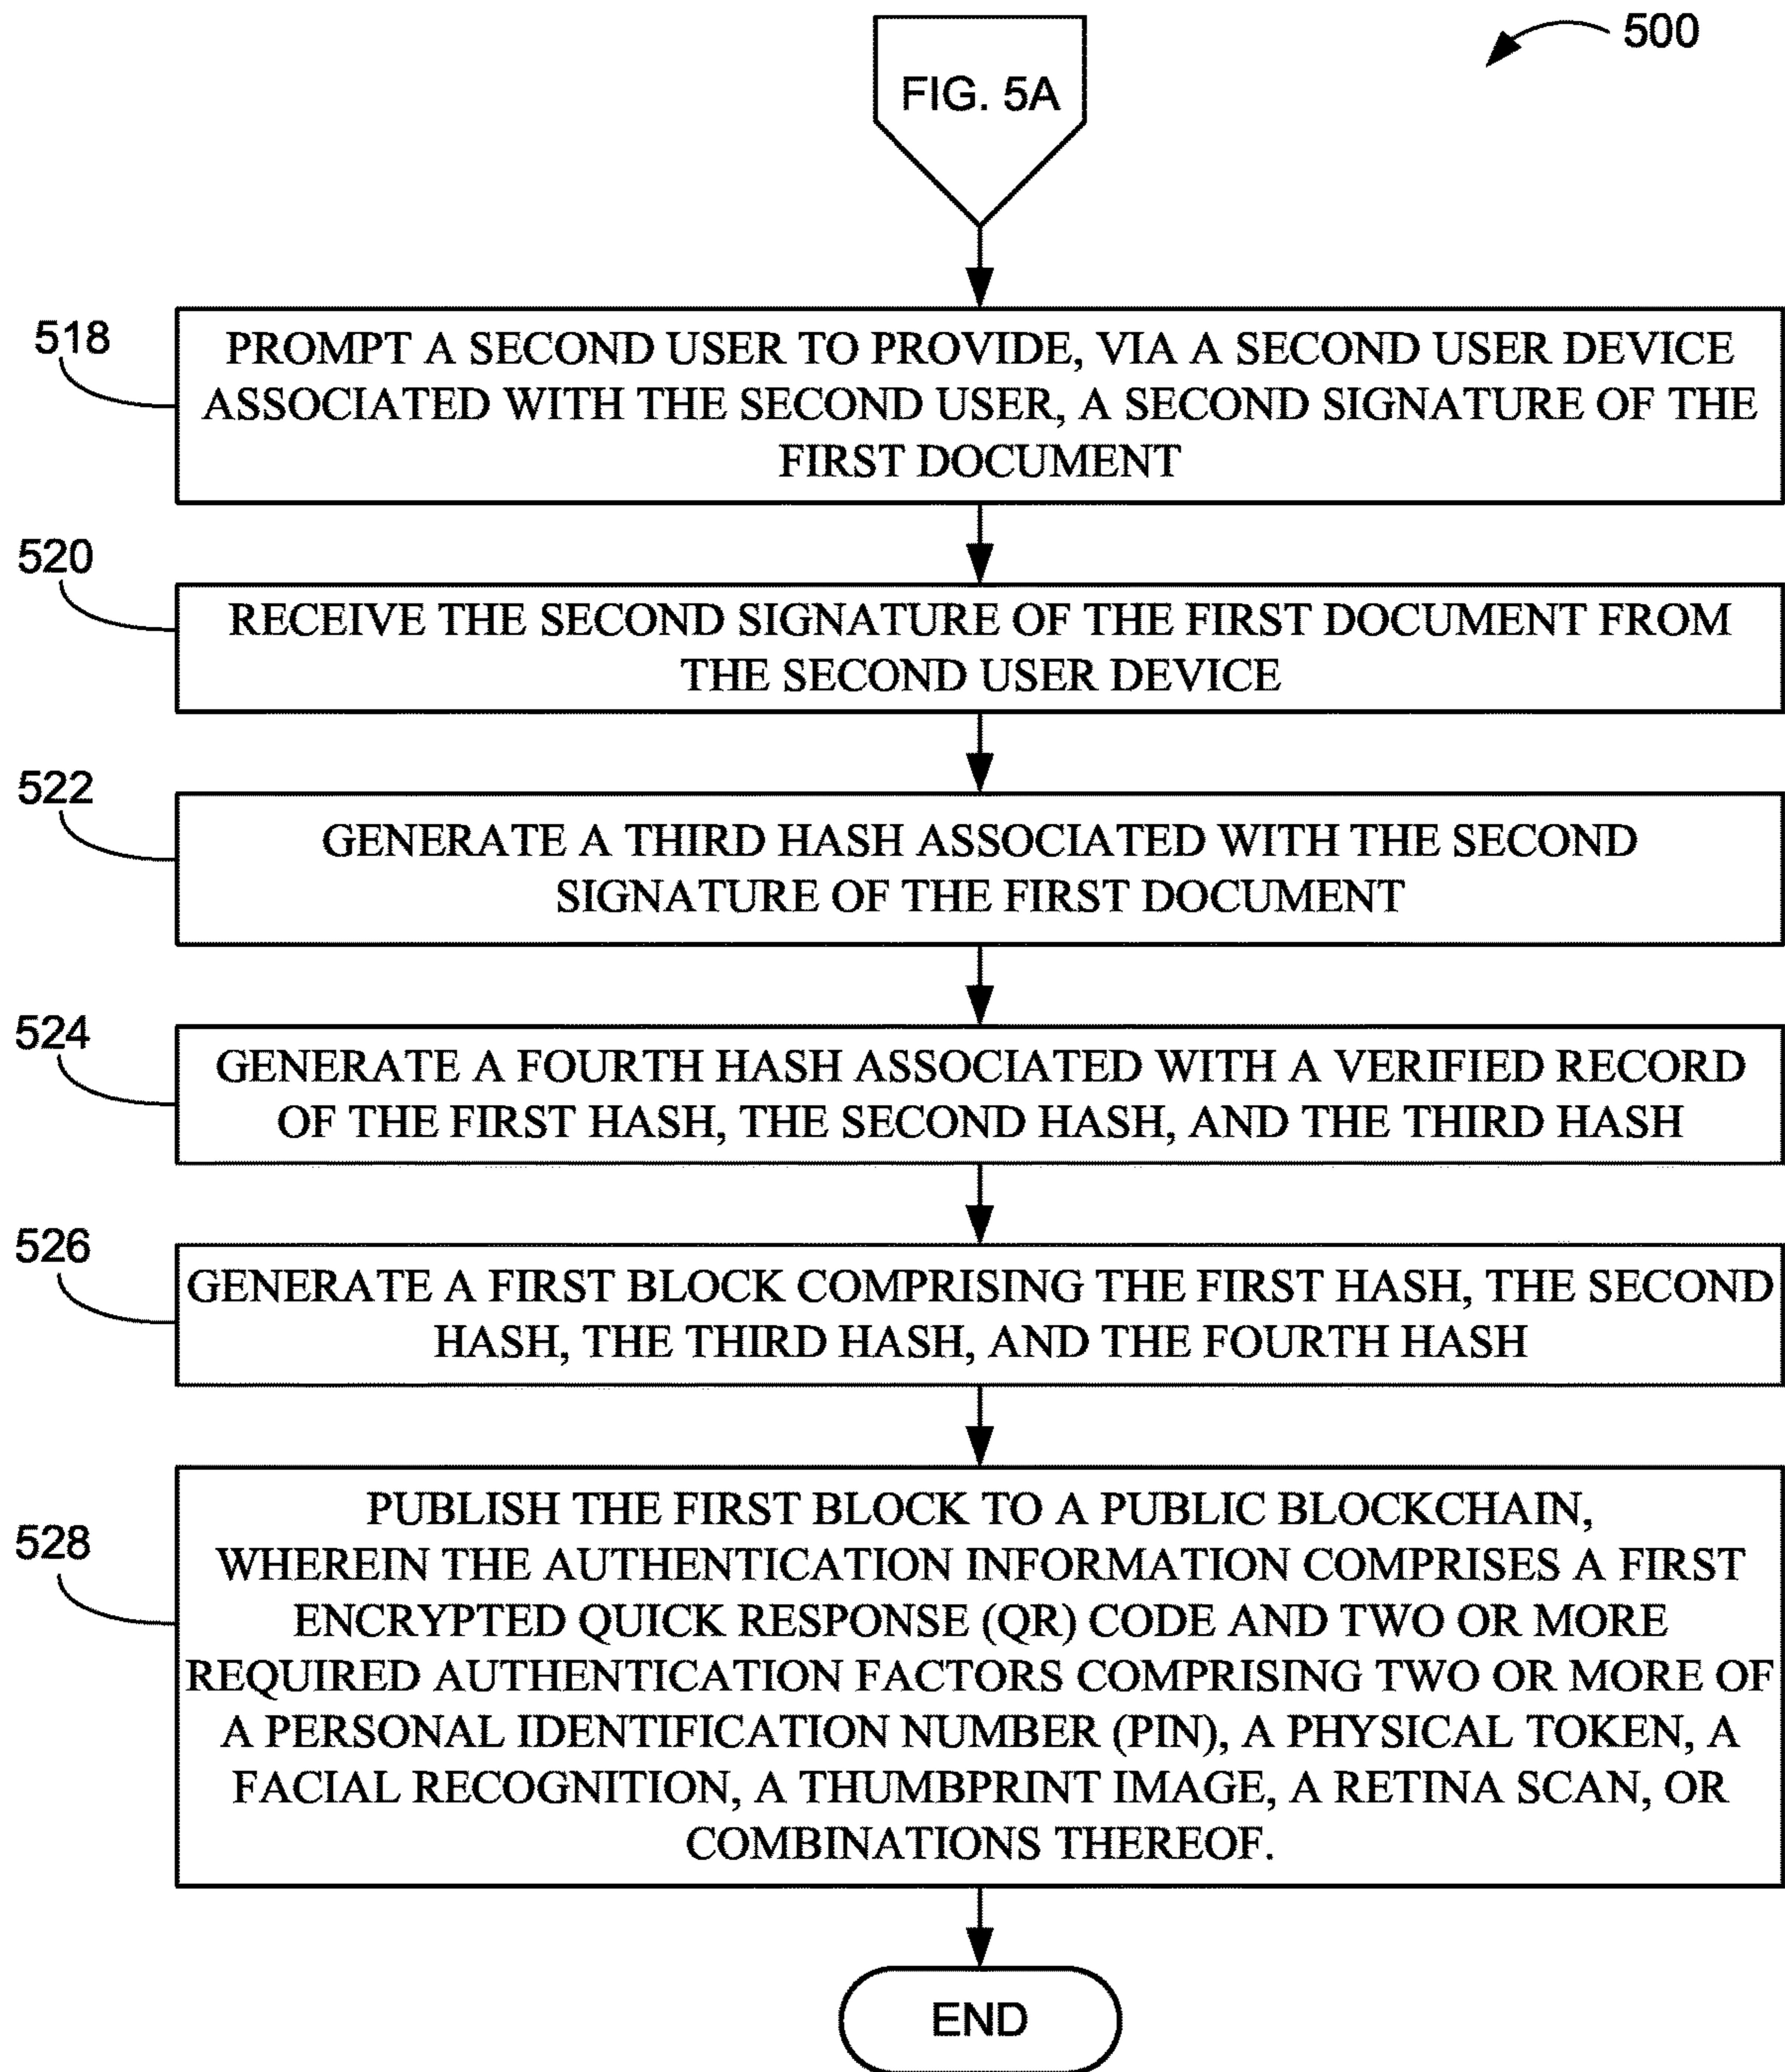 500
FIG. 5A
518
PROMPT A SECOND USER TO PROVIDE, VIA A SECOND USER DEVICE
ASSOCIATED WITH THE SECOND USER, A SECOND SIGNATURE OF THE
FIRST DOCUMENT
520
RECEIVE THE SECOND SIGNATURE OF THE FIRST DOCUMENT FROM
THE SECOND USER DEVICE
522
GENERATE A THIRD HASH ASSOCIATED WITH THE SECOND
SIGNATURE OF THE FIRST DOCUMENT
524
GENERATE A FOURTH HASH ASSOCIATED WITH A VERIFIED RECORD
OF THE FIRST HASH, THE SECOND HASH, AND THE THIRD HASH
526
GENERATE A FIRST BLOCK COMPRISING THE FIRST HASH, THE SECOND
HASH, THE THIRD HASH, AND THE FOURTH HASH
528
PUBLISH THE FIRST BLOCK TO A PUBLIC BLOCKCHAIN,
WHEREIN THE AUTHENTICATION INFORMATION COMPRISES A FIRST
ENCRYPTED QUICK RESPONSE (QR) CODE AND TWO OR MORE
REQUIRED AUTHENTICATION FACTORS COMPRISING TWO OR MORE OF
A PERSONAL IDENTIFICATION NUMBER (PIN), A PHYSICAL TOKEN, A
FACIAL RECOGNITION, A THUMBPRINT IMAGE, A RETINA SCAN, OR
COMBINATIONS THEREOF.
END